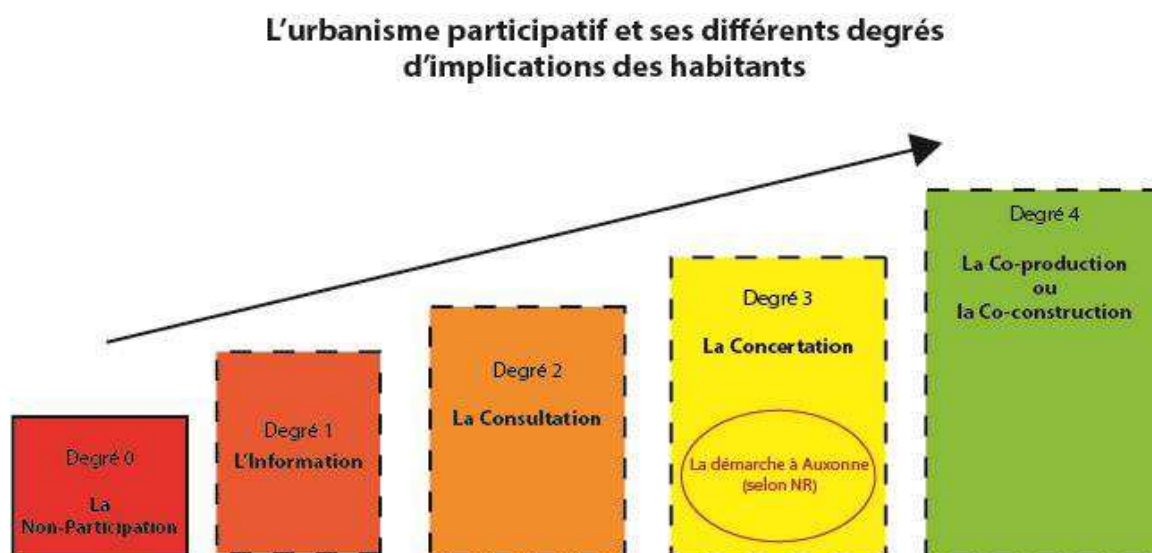 L'urbanisme participatif et ses différents degrés
d'implications des habitants
Degré 0
La
Non-Participation
Degré 1
L'Information
Degré 2
La Consultation
Degré 3
La Concertation
La démarche à Auxonne
(selon NR)
Degré 4
La Co-production
ou
la Co-construction